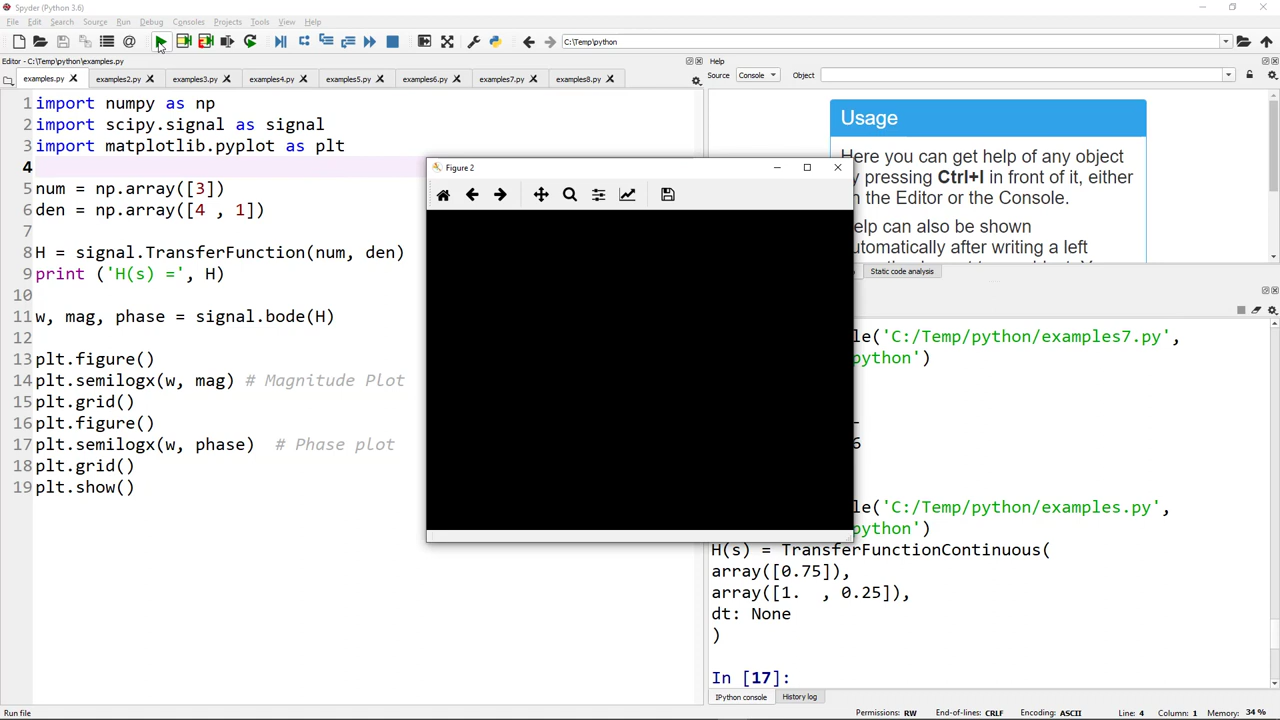 Spyder (Python 3.6)
File Edit Search Source Run Debug Consoles Projects Tools View Help
C:\Temp\python
Editor - C:\Temp\python\examples.py
Help
examples.py examples2.py examples3.py examples4.py examples5.py examples6.py examples7.py examples8.py
Source Console Object
1 import numpy as np
2 import scipy.signal as signal
3 import matplotlib.pyplot as plt
4
5 num = np.array([3])
6 den = np.array([4 , 1])
7
8 H = signal.TransferFunction(num, den)
9 print ('H(s) =', H)
10
11 w, mag, phase = signal.bode(H)
12
13 plt.figure()
14 plt.semilogx(w, mag) # Magnitude Plot
15 plt.grid()
16 plt.figure()
17 plt.semilogx(w, phase) # Phase plot
18 plt.grid()
19 plt.show()
Figure 2
Usage
Here you can get help of any object
y pressing Ctrl+I in front of it, either
n the Editor or the Console.
elp can also be shown
utomatically after writing a left
Static code analysis
le('C:/Temp/python/examples7.py',
python')
6
le('C:/Temp/python/examples.py',
python')
H(s) = TransferFunctionContinuous(
array([0.75]),
array([1. , 0.25]),
dt: None
)
In [17]:
IPython console History log
Run file
Permissions: RW End-of-lines: CRLF Encoding: ASCII Line: 4 Column: 1 Memory: 34 %